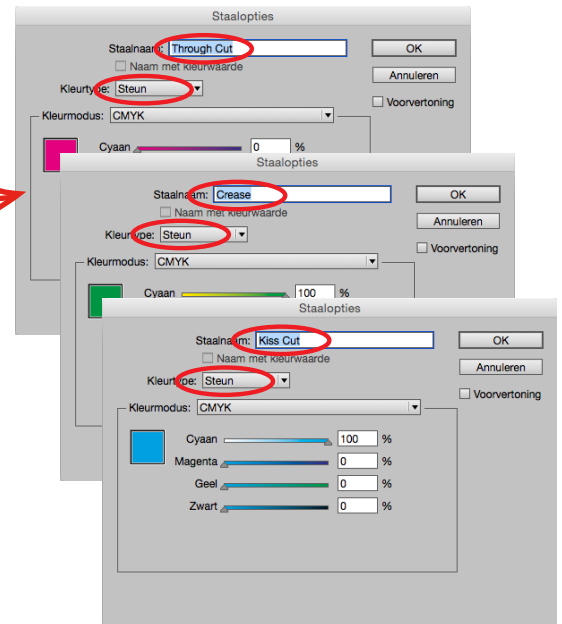 Staalopties
Staalnaam: Through Cut OK
Naam met kleurwaarde Annuleren
Kleurtype: Steun Voorvertoning
Kleurmodus: CMYK
Cyaan 0 %
Staalopties
Staalnaam: Crease OK
Naam met kleurwaarde Annuleren
Kleurtype: Steun Voorvertoning
Kleurmodus: CMYK
Cyaan 100 %
Staalopties
Staalnaam: Kiss Cut OK
Naam met kleurwaarde Annuleren
Kleurtype: Steun Voorvertoning
Kleurmodus: CMYK
Cyaan 100 %
Magenta 0 %
Geel 0 %
Zwart 0 %